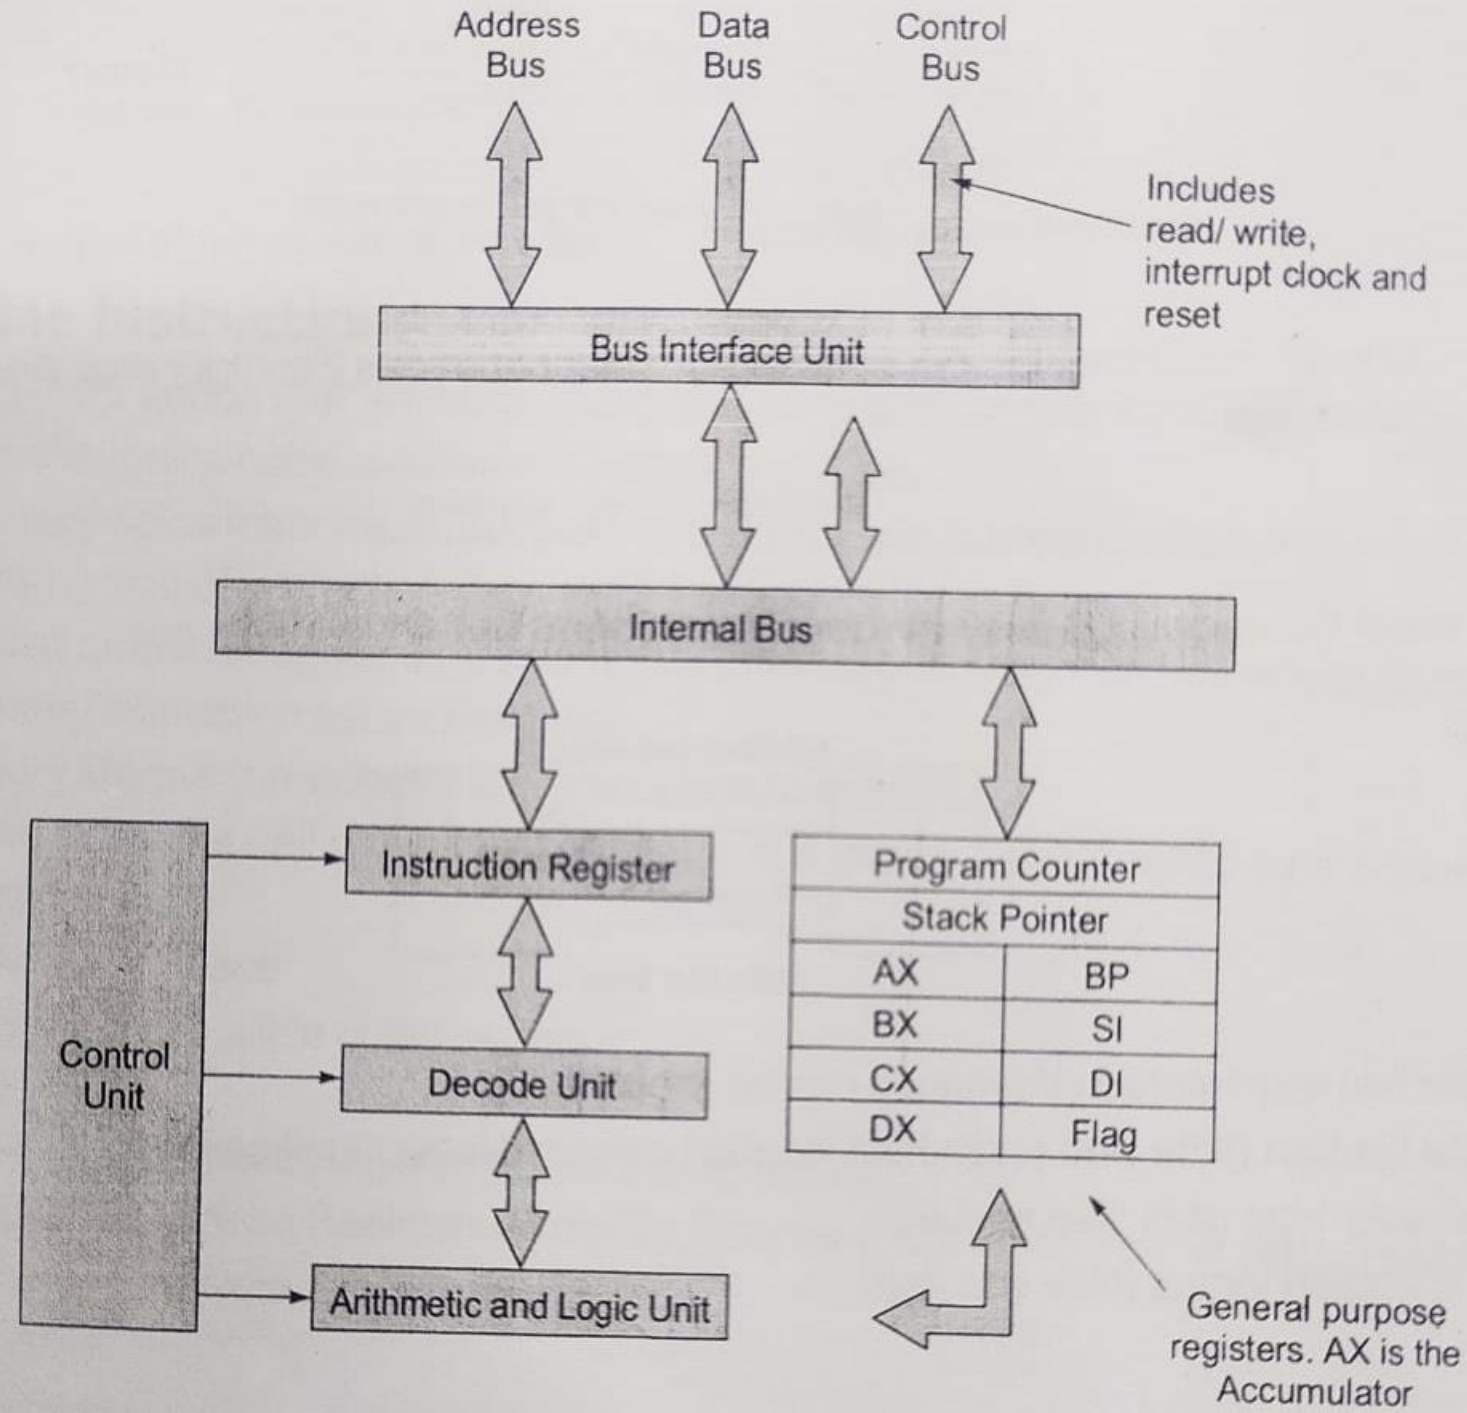 Address
Bus
Data
Bus
Control
Bus
Includes
read/ write,
interrupt clock and
reset
Bus Interface Unit
Internal Bus
Control
Unit
Instruction Register
Decode Unit
Arithmetic and Logic Unit
Program Counter
Stack Pointer
AX BP
BX SI
CX DI
DX Flag
General purpose
registers. AX is the
Accumulator